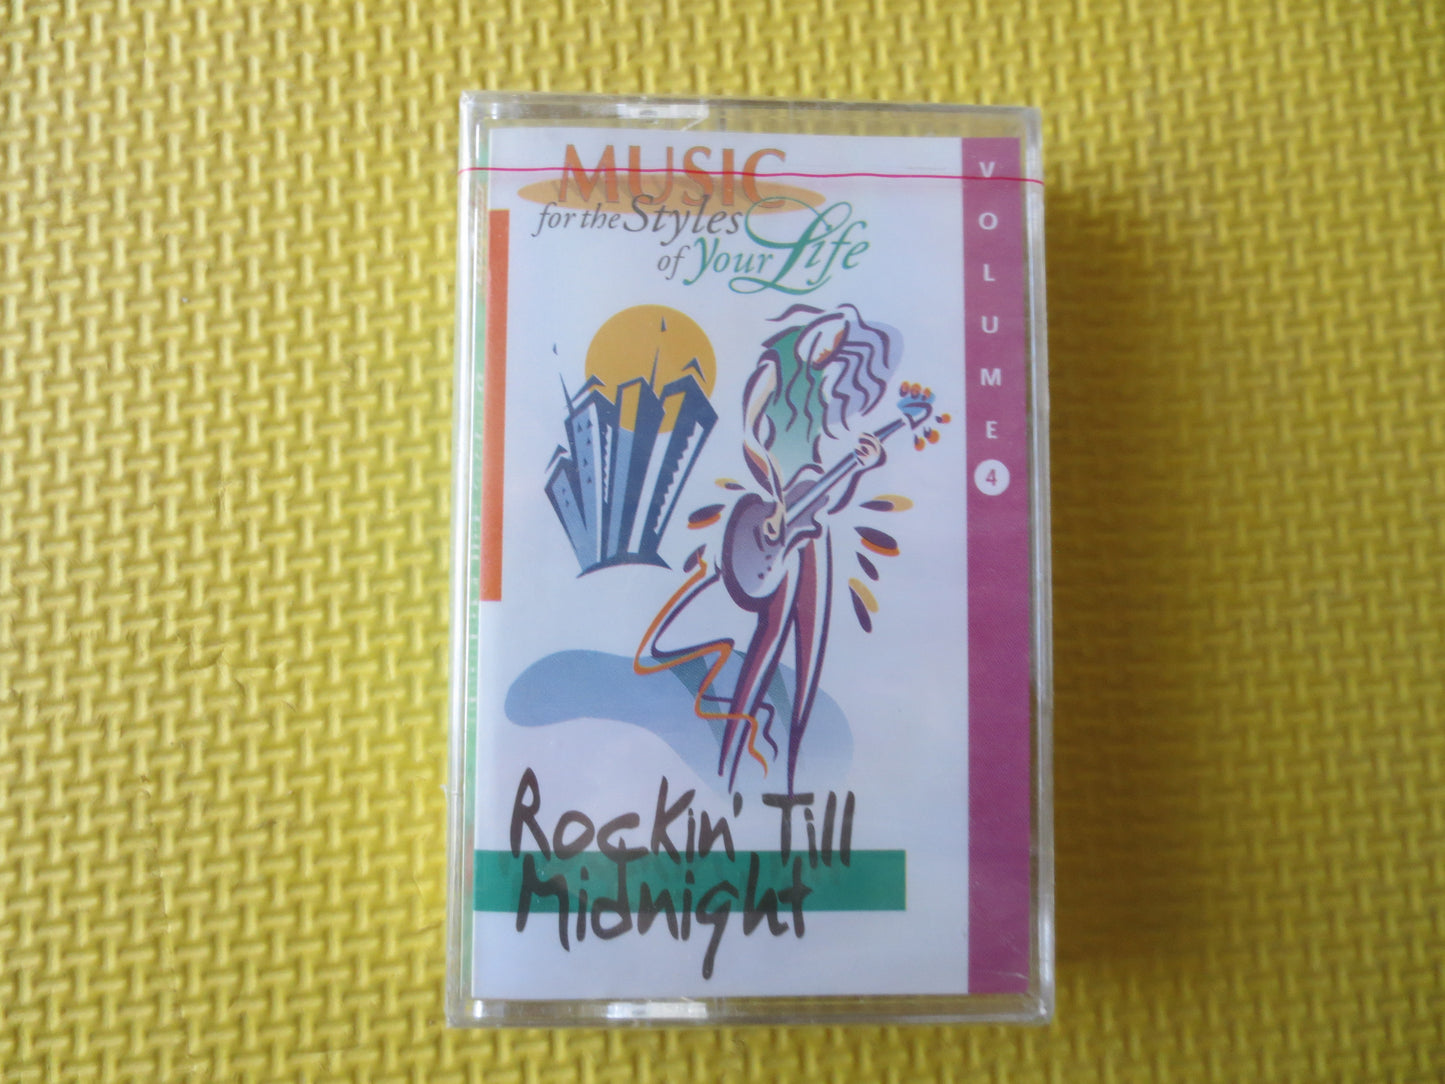 MUSIC
for the Styles
of Your Life
VOLUME 4
Rockin' Till
Midnight